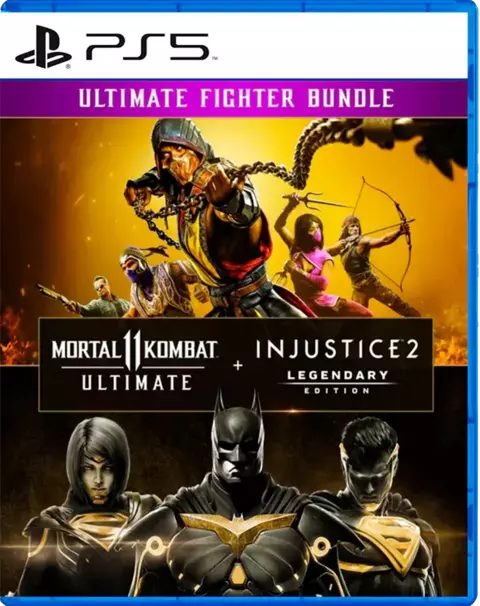 PS5
ULTIMATE FIGHTER BUNDLE
MORTAL 11 KOMBAT
ULTIMATE
+
INJUSTICE 2
LEGENDARY
EDITION